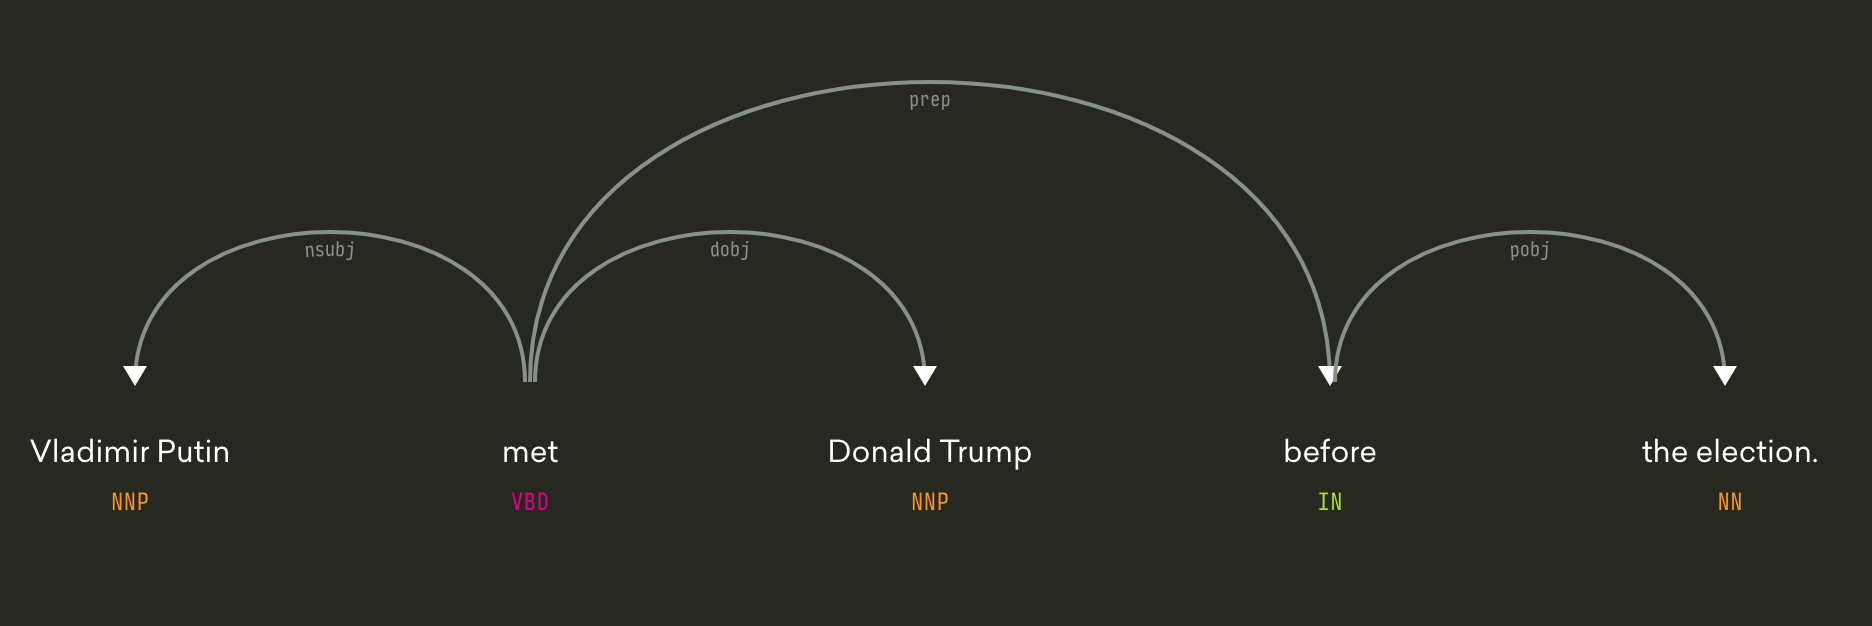 prep
nsubj dobj pobj
Vladimir Putin met Donald Trump before the election.
NNP VBD NNP IN NN